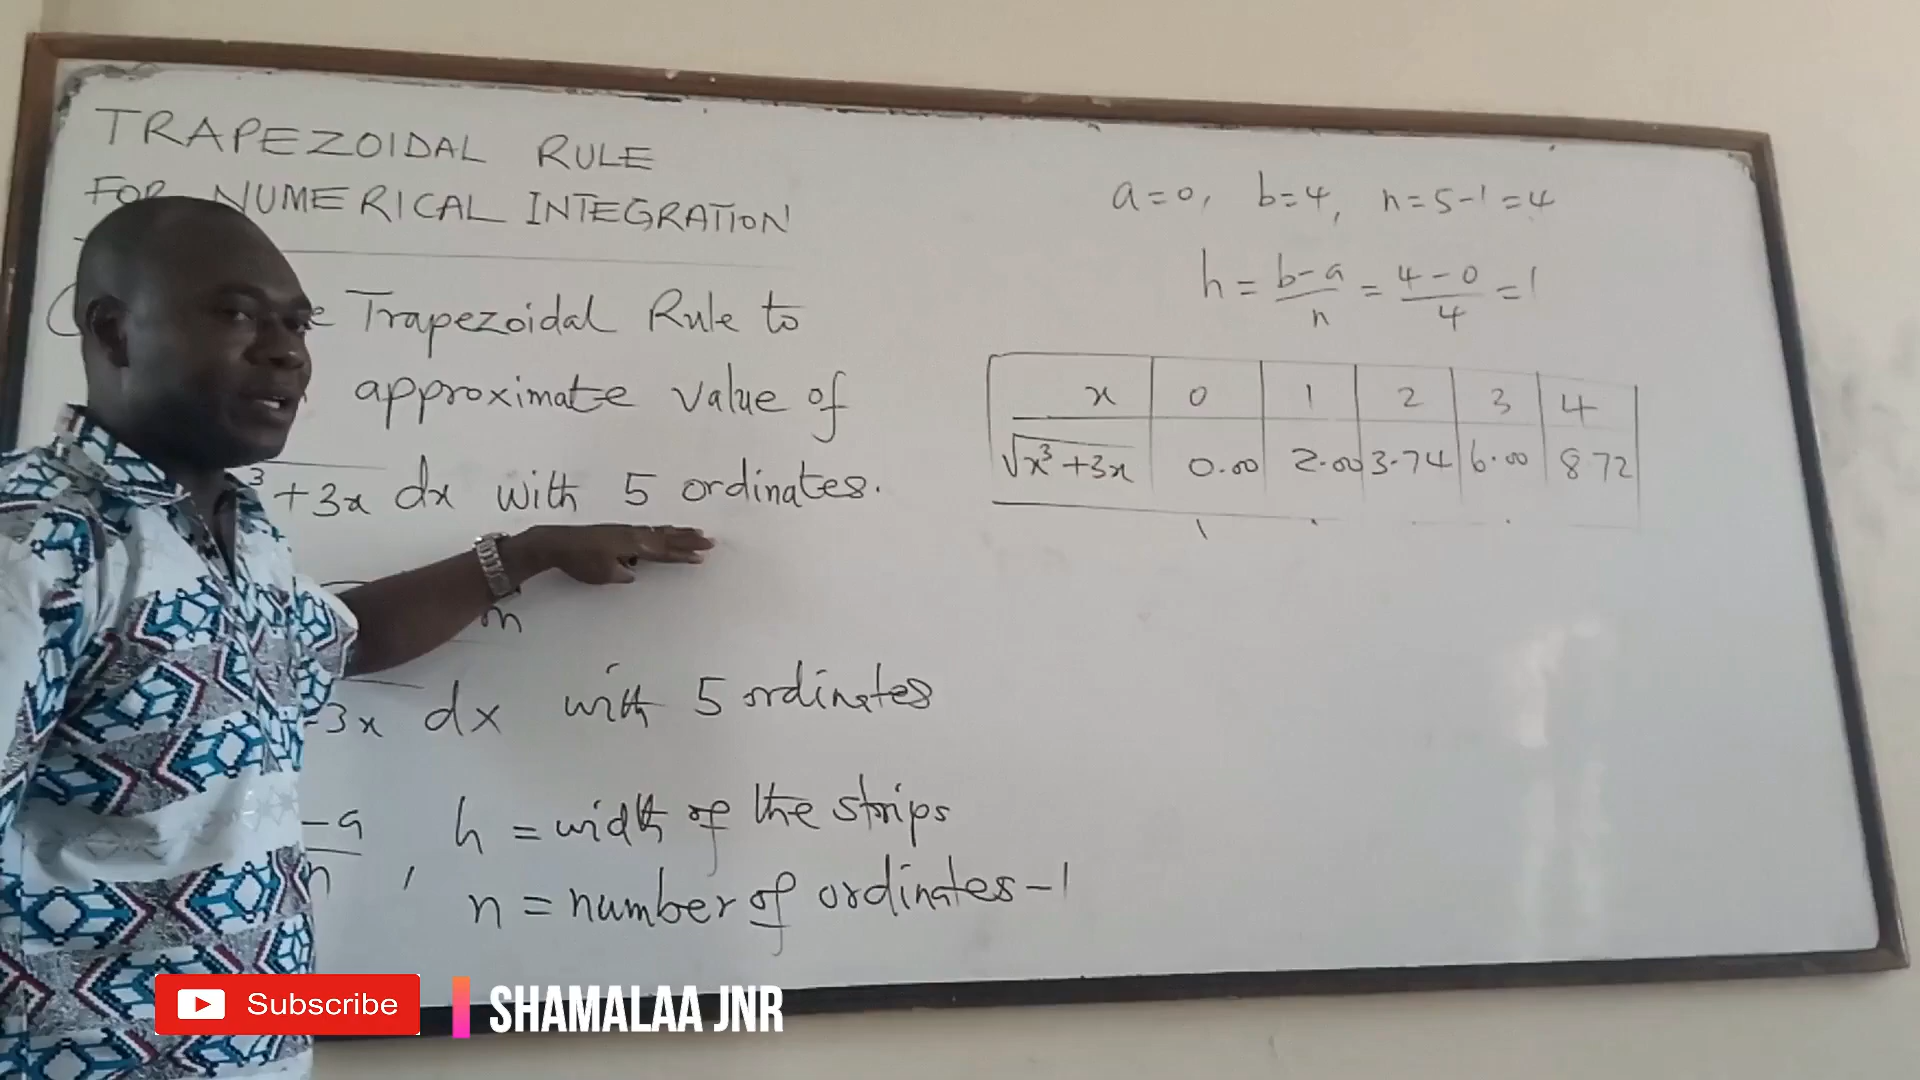 TRAPEZOIDAL RULE
FOR NUMERICAL INTEGRATION
Trapezoidal Rule to
approximate value of
³ + 3x dx with 5 ordinates.
n
-3x dx with 5 ordinates
-a
n , h = width of the strips
n = number of ordinates - 1
a = 0, b = 4, n = 5 - 1 = 4
h = b - a / n = 4 - 0 / 4 = 1
x 0 1 2 3 4
√x³ + 3x 0.00 2.00 3.74 6.00 8.72
Subscribe
SHAMALAA JNR